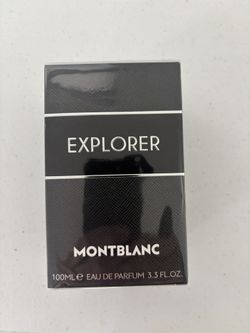 EXPLORER
MONTBLANC
100ML ℮ EAU DE PARFUM 3.3 FL.OZ.